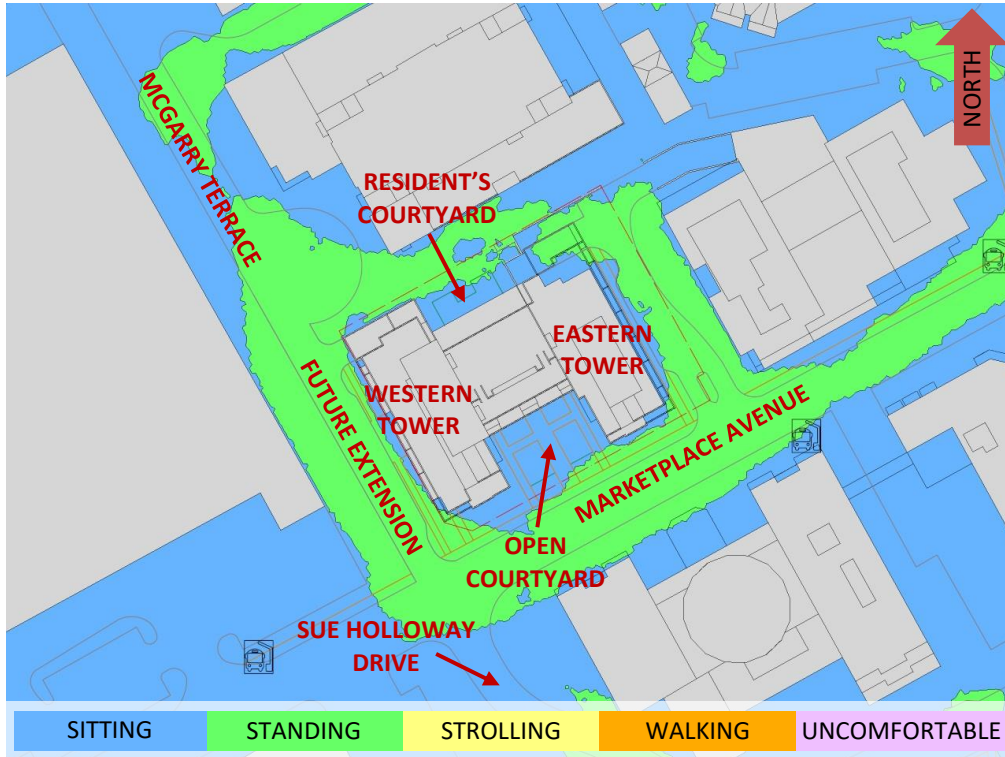 NORTH
MCGARRY TERRACE
RESIDENT'S
COURTYARD
EASTERN
TOWER
WESTERN
TOWER
FUTURE EXTENSION
MARKETPLACE AVENUE
OPEN
COURTYARD
SUE HOLLOWAY
DRIVE
SITTING
STANDING
STROLLING
WALKING
UNCOMFORTABLE